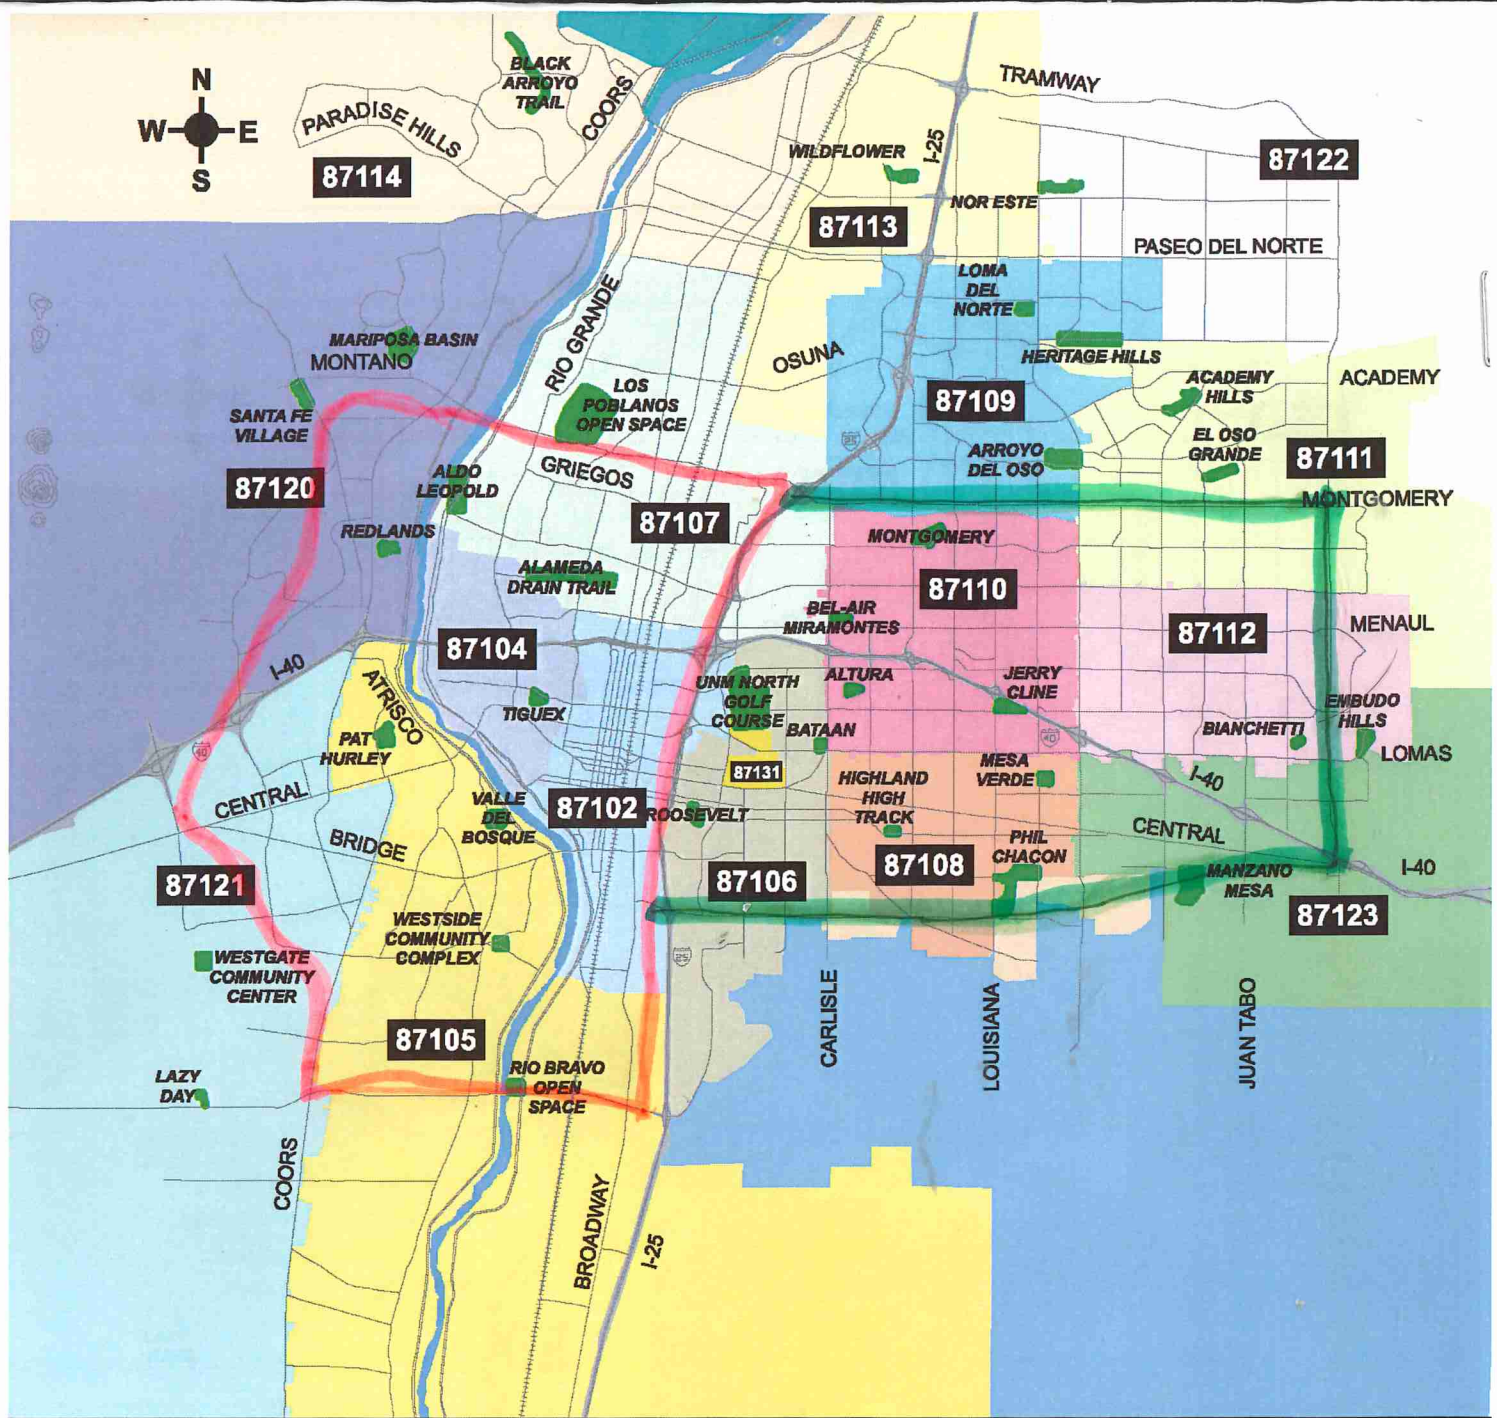 BLACK
ARROYO
TRAIL
COORS
N
W
E
S
PARADISE HILLS
TRAMWAY
I-25
WILDFLOWER
87122
87114
NOR ESTE
87113
PASEO DEL NORTE
LOMA
DEL
NORTE
RIO GRANDE
MARIPOSA BASIN
MONTANO
OSUNA
HERITAGE HILLS
ACADEMY
HILLS
ACADEMY
LOS
POBLANOS
OPEN SPACE
87109
SANTA FE
VILLAGE
25
EL OSO
GRANDE
ARROYO
DEL OSO
87111
GRIEGOS
ALDO
LEOPOLD
87120
MONTGOMERY
87107
REDLANDS
MONTGOMERY
ALAMEDA
DRAIN TRAIL
87110
BEL-AIR
MIRAMONTES
87112
MENAUL
87104
I-40
ATRISCO
UNM NORTH
GOLF
COURSE
ALTURA
JERRY
CLINE
EMBUDO
HILLS
TIGUEX
BATAAN
BIANCHETTI
40
PAT
HURLEY
40
LOMAS
87131
MESA
VERDE
I-40
CENTRAL
HIGHLAND
HIGH
TRACK
VALLE
DEL
BOSQUE
87102
ROOSEVELT
CENTRAL
BRIDGE
PHIL
CHACON
87121
87106
87108
MANZANO
MESA
I-40
87123
WESTSIDE
COMMUNITY
COMPLEX
WESTGATE
COMMUNITY
CENTER
25
CARLISLE
LOUISIANA
JUAN TABO
87105
LAZY
DAY
RIO BRAVO
OPEN
SPACE
COORS
BROADWAY
I-25